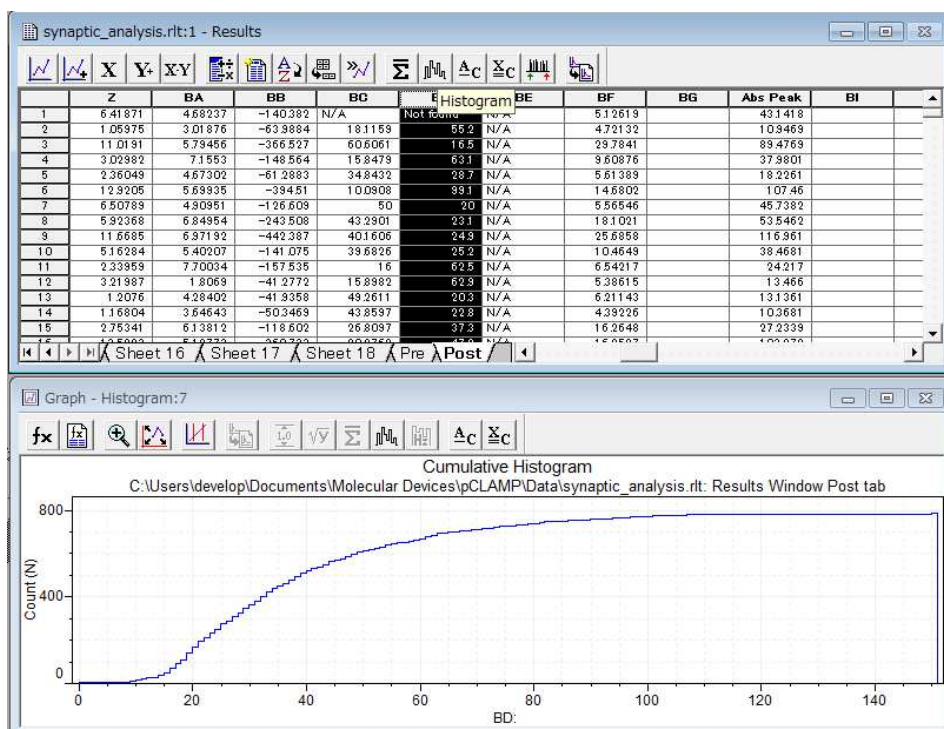 synaptic_analysis.rlt:1 - Results
X Y+ X-Y A Z Σ AC XC
Z BA BB BC Histogram BE BF BG Abs Peak BI
1 6.41871 4.68237 -140.382 N/A Not found N/A 5.12619 43.1418
2 1.05975 3.01876 -63.9884 18.1159 55.2 N/A 4.72132 10.9469
3 11.0191 5.79456 -366.527 60.6061 16.5 N/A 29.7841 89.4769
4 3.02982 7.1553 -148.564 15.8479 63.1 N/A 9.60876 37.9801
5 2.36049 4.67302 -61.2883 34.8432 28.7 N/A 5.61389 18.2261
6 12.9205 5.69935 -394.51 10.0908 99.1 N/A 14.6802 107.46
7 6.50789 4.90951 -126.609 50 20 N/A 5.56546 45.7382
8 5.92368 6.84954 -243.508 43.2901 23.1 N/A 18.1021 53.5462
9 11.6685 6.97192 -442.387 40.1606 24.9 N/A 25.6858 116.961
10 5.16284 5.40207 -141.075 39.6826 25.2 N/A 10.4649 38.4681
11 2.33959 7.70034 -157.535 16 62.5 N/A 6.54217 24.217
12 3.21987 1.8069 -41.2772 15.8982 62.9 N/A 5.38615 13.466
13 1.2076 4.28402 -41.9358 49.2611 20.3 N/A 6.21143 13.1361
14 1.16804 3.64643 -50.3469 43.8597 22.8 N/A 4.39226 10.3681
15 2.75341 6.13812 -118.602 26.8097 37.3 N/A 16.2648 27.2339
Sheet 16 Sheet 17 Sheet 18 Pre Post
Graph - Histogram:7
fx fx 1,0 √y Σ AC XC
Cumulative Histogram
C:\Users\develop\Documents\Molecular Devices\pCLAMP\Data\synaptic_analysis.rlt: Results Window Post tab
800
Count (N)
400
0
0 20 40 60 80 100 120 140
BD: